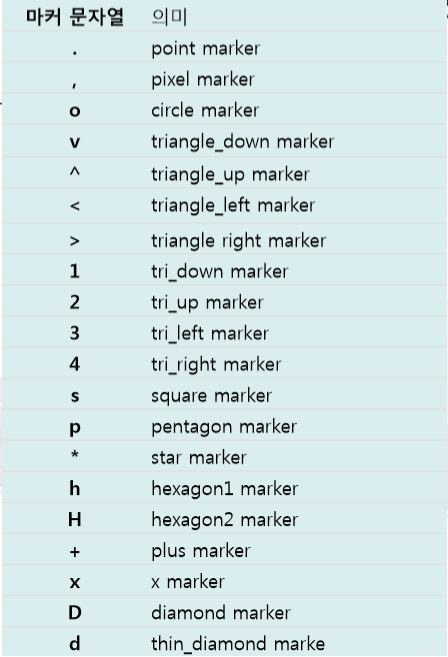 마커 문자열 의미
. point marker
, pixel marker
o circle marker
v triangle_down marker
^ triangle_up marker
< triangle_left marker
> triangle right marker
1 tri_down marker
2 tri_up marker
3 tri_left marker
4 tri_right marker
s square marker
p pentagon marker
* star marker
h hexagon1 marker
H hexagon2 marker
+ plus marker
x x marker
D diamond marker
d thin_diamond marke